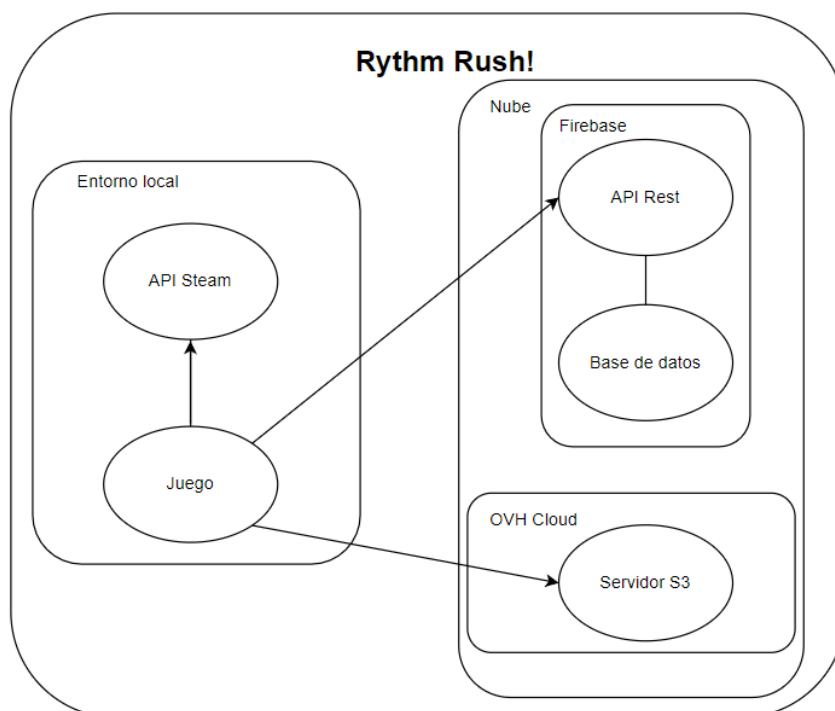 Rythm Rush!
Nube
Firebase
Entorno local
API Rest
API Steam
Base de datos
Juego
OVH Cloud
Servidor S3